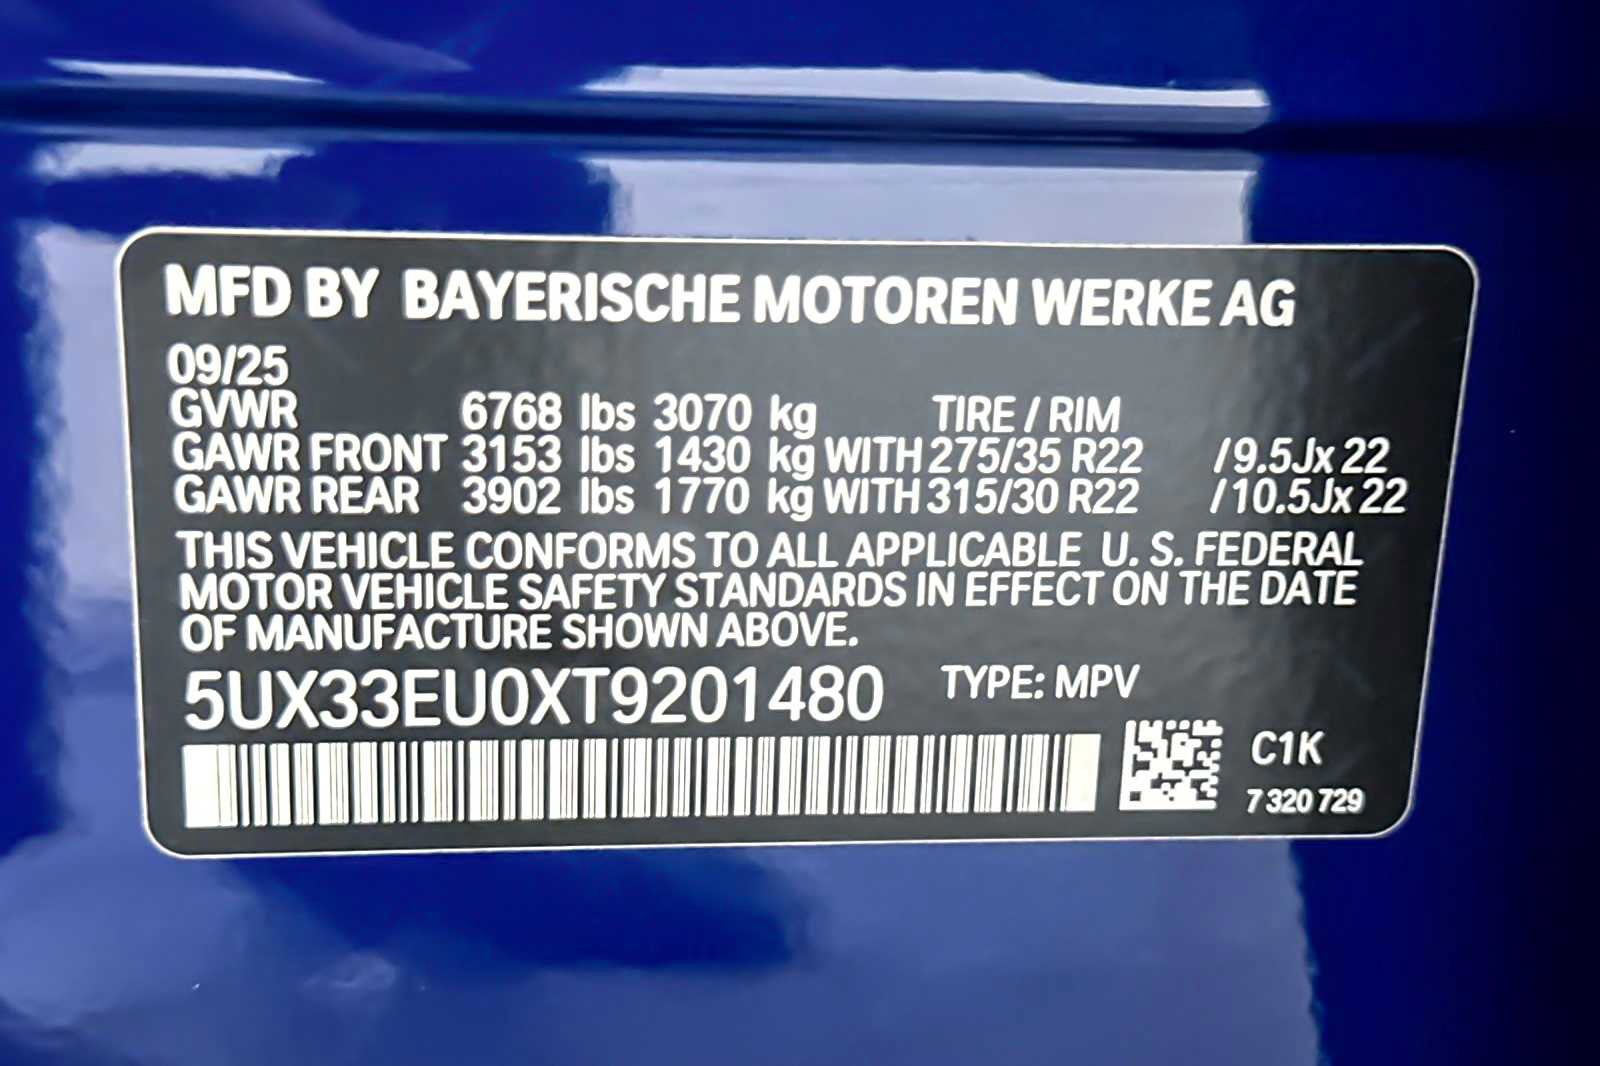 MFD BY BAYERISCHE MOTOREN WERKE AG
09/25
GVWR 6768 lbs 3070 kg TIRE / RIM
GAWR FRONT 3153 lbs 1430 kg WITH 275/35 R22 /9.5Jx 22
GAWR REAR 3902 lbs 1770 kg WITH 315/30 R22 /10.5Jx 22
THIS VEHICLE CONFORMS TO ALL APPLICABLE U. S. FEDERAL
MOTOR VEHICLE SAFETY STANDARDS IN EFFECT ON THE DATE
OF MANUFACTURE SHOWN ABOVE.
5UX33EU0XT9201480 TYPE: MPV
C1K
7 320 729